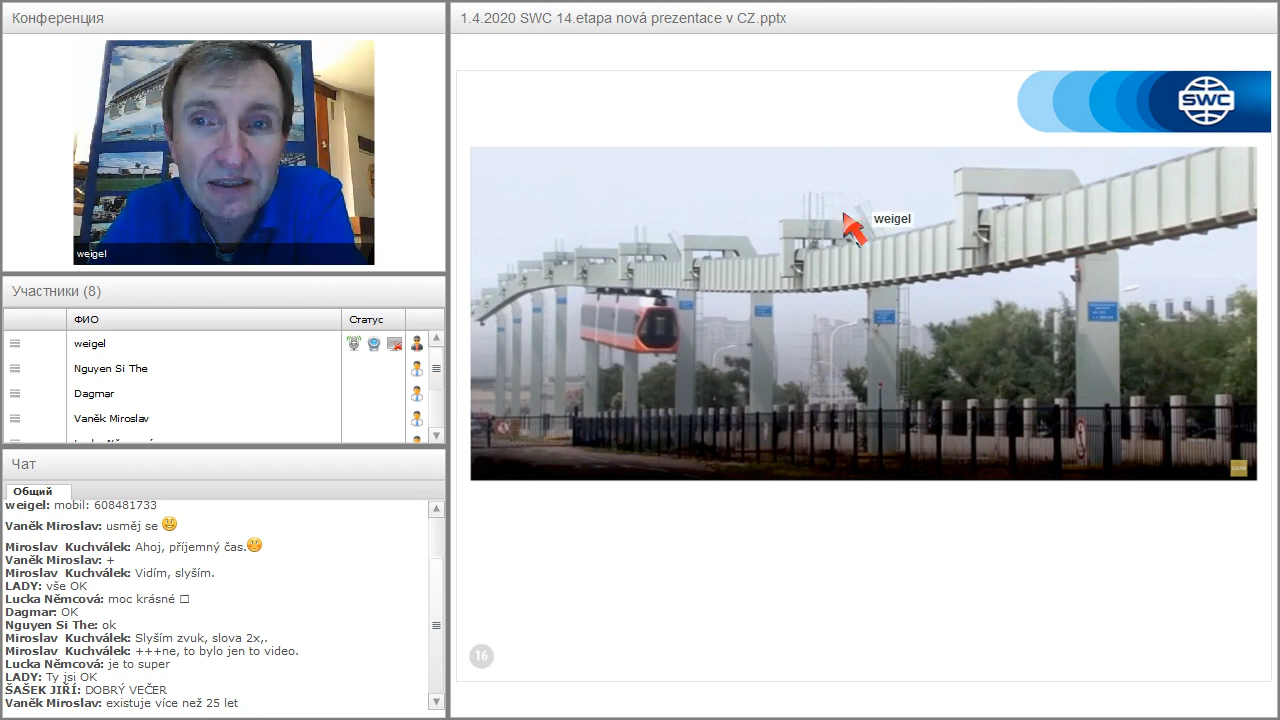 Конференция
weigel
Участники (8)
ФИО
Статус
weigel
Nguyen Si The
Dagmar
Vaněk Miroslav
Чат
Общий
weigel: mobil: 608481733
Vaněk Miroslav: usměj se
Miroslav Kuchválek: Ahoj, příjemný čas.
Vaněk Miroslav: +
Miroslav Kuchválek: Vidím, slyším.
LADY: vše OK
Lucka Němcová: moc krásné □
Dagmar: OK
Nguyen Si The: ok
Miroslav Kuchválek: Slyším zvuk, slova 2x,.
Miroslav Kuchválek: +++ne, to bylo jen to video.
Lucka Němcová: je to super
LADY: Ty jsi OK
ŠAŠEK JIŘÍ: DOBRÝ VEČER
Vaněk Miroslav: existuje více než 25 let
1.4.2020 SWC 14.etapa nová prezentace v CZ.pptx
SWC
weigel
16